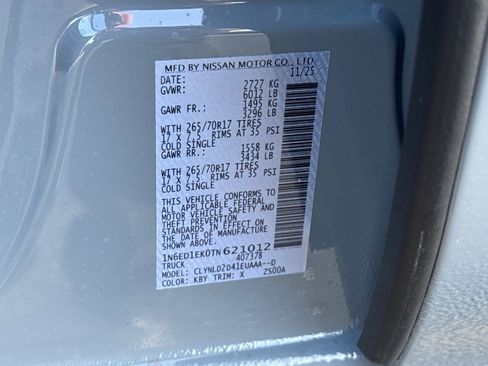 MFD BY NISSAN MOTOR CO., LTD
DATE: 11/25
GVWR: 2727 KG
6012 LB
GAWR FR.: 1495 KG
3296 LB
WITH 265/70R17 TIRES
17 x 7.5 RIMS AT 35 PSI
COLD SINGLE
GAWR RR.: 1558 KG
3434 LB
WITH 265/70R17 TIRES
17 x 7.5 RIMS AT 35 PSI
COLD SINGLE
THIS VEHICLE CONFORMS TO
ALL APPLICABLE FEDERAL
MOTOR VEHICLE SAFETY AND
THEFT PREVENTION
STANDARDS IN EFFECT ON
THE DATE OF MANUFACTURE
SHOWN ABOVE.
1N6ED1EK0TN621012
TRUCK 407378
MODEL: CLYNLD2D41EUAAA--D
COLOR: KBY TRIM: X ZS00A